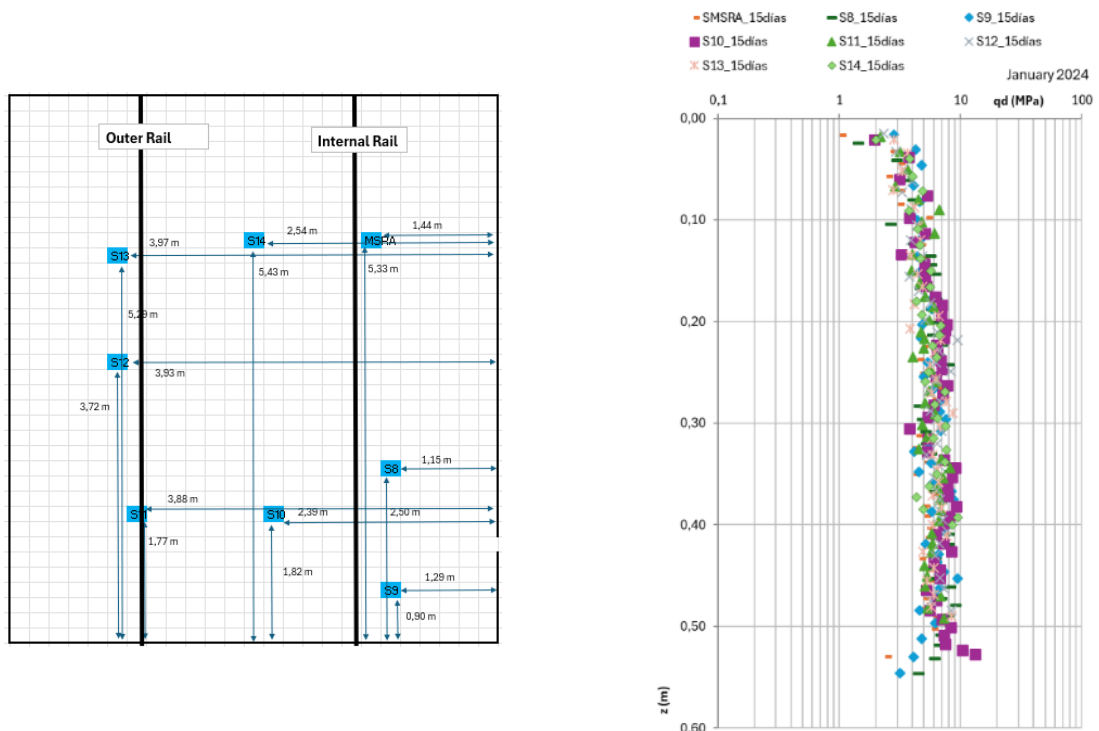 Outer Rail
Internal Rail
1,44 m
2,54 m
S14
MSRA
3,97 m
S13
5,43 m
5,33 m
5,29 m
S12
3,93 m
3,72 m
1,15 m
S8
3,88 m
S11
S10
2,39 m
2,50 m
1,77 m
1,82 m
1,29 m
S9
0,90 m
SMSRA_15días
S8_15días
S9_15días
S10_15días
S11_15días
S12_15días
S13_15días
S14_15días
January 2024
0,1
1
10
qd (MPa)
100
0,00
0,10
0,20
0,30
0,40
0,50
z (m)
0,60